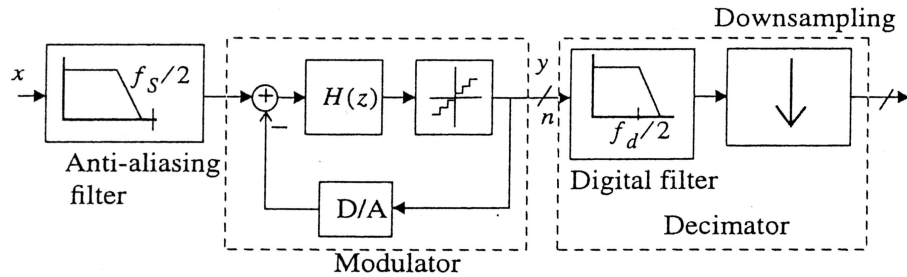 Downsampling
x
f_S/2
+
−
H(z)
y
n
f_d/2
Anti-aliasing
filter
D/A
Digital filter
Decimator
Modulator